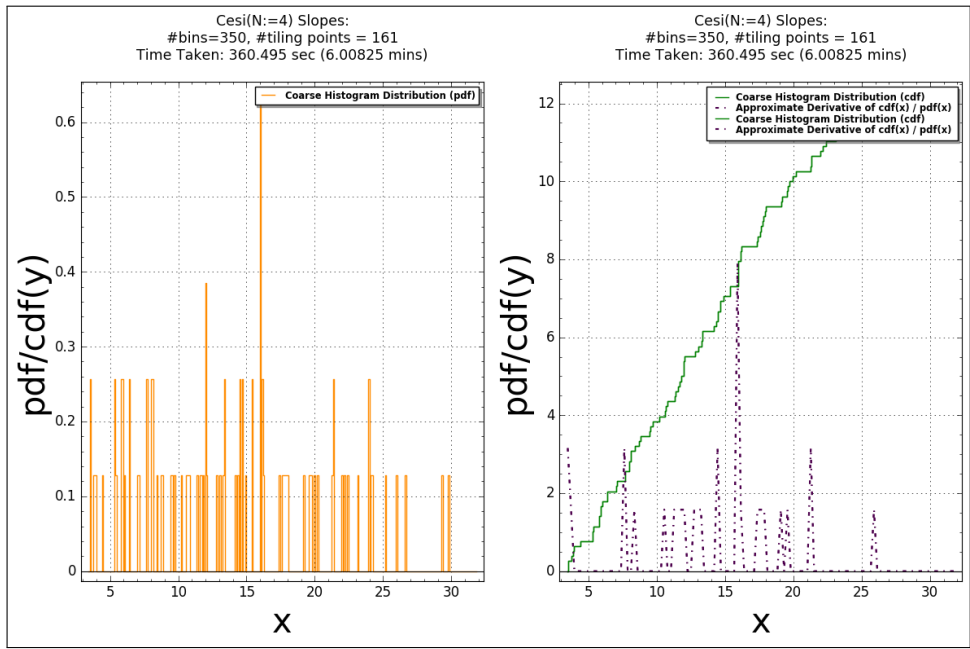 Cesi(N:=4) Slopes:
#bins=350, #tiling points = 161
Time Taken: 360.495 sec (6.00825 mins)
Coarse Histogram Distribution (pdf)
pdf/cdf(y)
0.6
0.5
0.4
0.3
0.2
0.1
0
5 10 15 20 25 30
x
Cesi(N:=4) Slopes:
#bins=350, #tiling points = 161
Time Taken: 360.495 sec (6.00825 mins)
Coarse Histogram Distribution (cdf)
Approximate Derivative of cdf(x) / pdf(x)
Coarse Histogram Distribution (cdf)
Approximate Derivative of cdf(x) / pdf(x)
pdf/cdf(y)
12
10
8
6
4
2
0
5 10 15 20 25 30
x